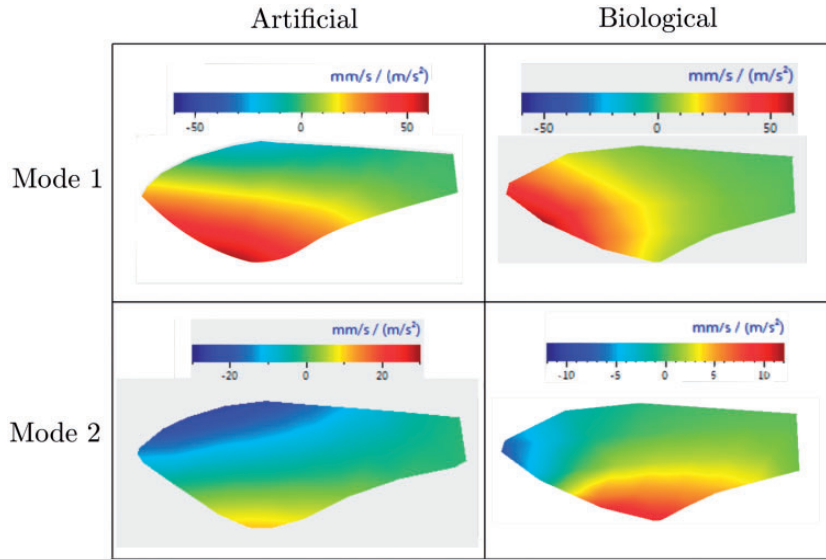 Artificial Biological
mm/s / (m/s²) mm/s / (m/s²)
-50 0 50 -50 0 50
Mode 1
mm/s / (m/s²) mm/s / (m/s²)
-20 0 20 -10 -5 0 5 10
Mode 2